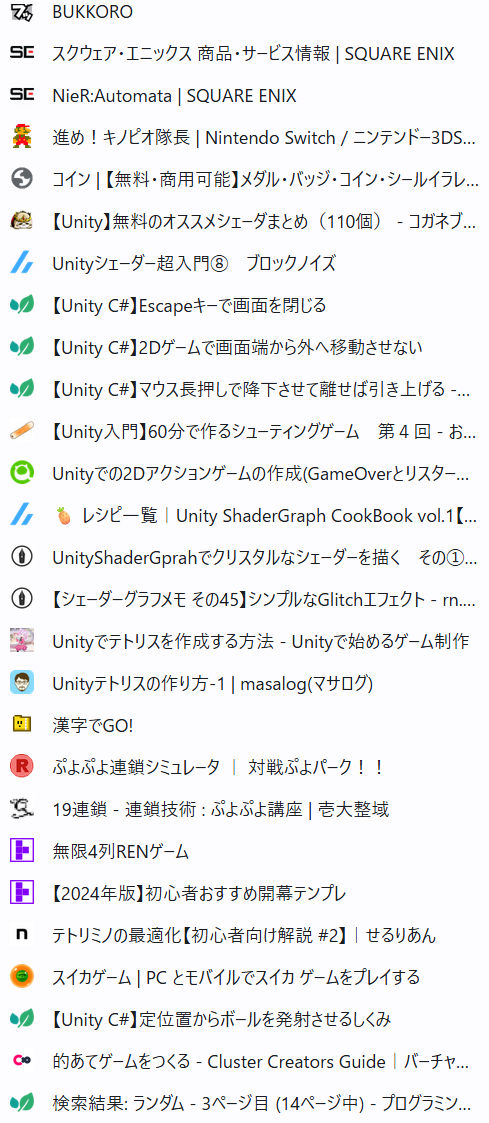 BUKKORO
スクウェア・エニックス 商品・サービス情報 | SQUARE ENIX
NieR:Automata | SQUARE ENIX
進め！キノピオ隊長 | Nintendo Switch / ニンテンドー3DS...
コイン | 【無料・商用可能】メダル・バッジ・コイン・シールイラレ...
【Unity】無料のオススメシェーダまとめ（110個） - コガネブ...
Unityシェーダー超入門⑧　ブロックノイズ
【Unity C#】Escapeキーで画面を閉じる
【Unity C#】2Dゲームで画面端から外へ移動させない
【Unity C#】マウス長押しで降下させて離せば引き上げる -...
【Unity入門】60分で作るシューティングゲーム　第４回 - お...
Unityでの2Dアクションゲームの作成(GameOverとリスター...
レシピ一覧｜Unity ShaderGraph CookBook vol.1【...
UnityShaderGprahでクリスタルなシェーダーを描く　その①...
【シェーダーグラフメモ その45】シンプルなGlitchエフェクト - rn....
Unityでテトリスを作成する方法 - Unityで始めるゲーム制作
Unityテトリスの作り方-1 | masalog(マサログ)
漢字でGO!
ぷよぷよ連鎖シミュレータ ｜ 対戦ぷよパーク！！
19連鎖 - 連鎖技術 : ぷよぷよ講座 | 壱大整域
無限4列RENゲーム
【2024年版】初心者おすすめ開幕テンプレ
テトリミノの最適化【初心者向け解説 #2】｜せるりあん
スイカゲーム | PC とモバイルでスイカ ゲームをプレイする
【Unity C#】定位置からボールを発射させるしくみ
的あてゲームをつくる - Cluster Creators Guide｜バーチャ...
検索結果: ランダム - 3ページ目 (14ページ中) - プログラミン...